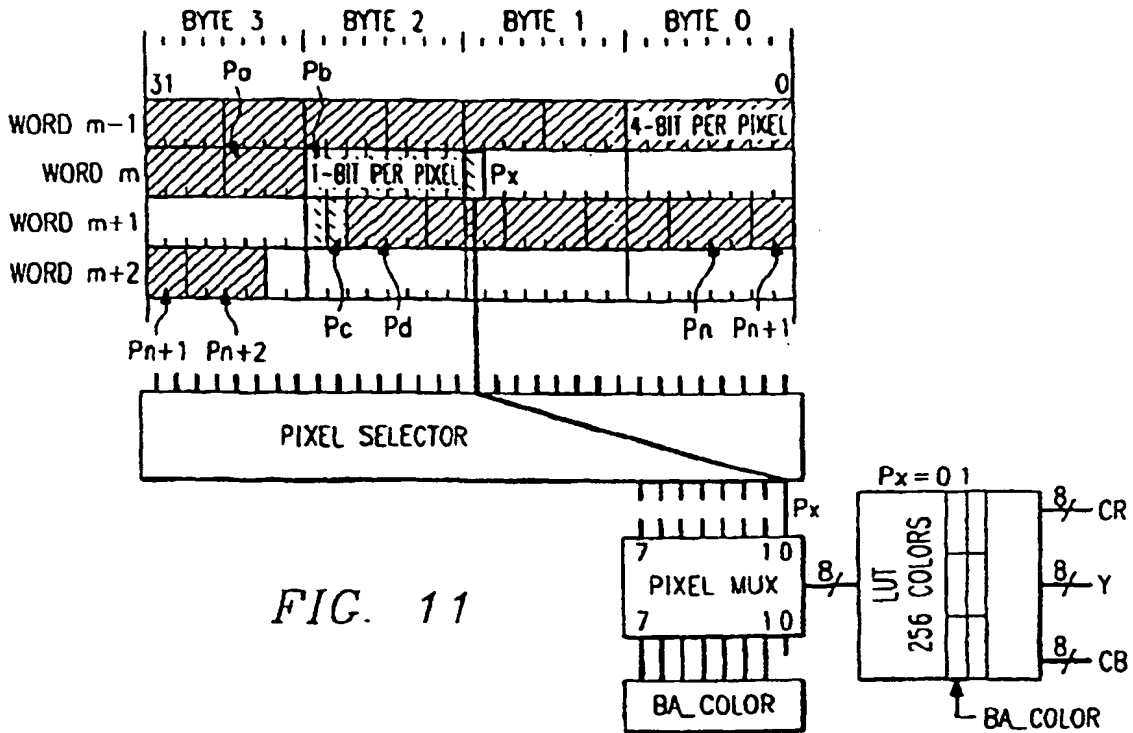 BYTE 3 BYTE 2 BYTE 1 BYTE 0
31 Pa Pb 0
WORD m-1 4-BIT PER PIXEL
WORD m 1-BIT PER PIXEL Px
WORD m+1
WORD m+2
Pn+1 Pn+2 Pc Pd Pn Pn+1
PIXEL SELECTOR
Px
7 1 0
PIXEL MUX
7 1 0
BA_COLOR
8
Px = 0 1
LUT
256 COLORS
8 CR
8 Y
8 CB
BA_COLOR
FIG. 11